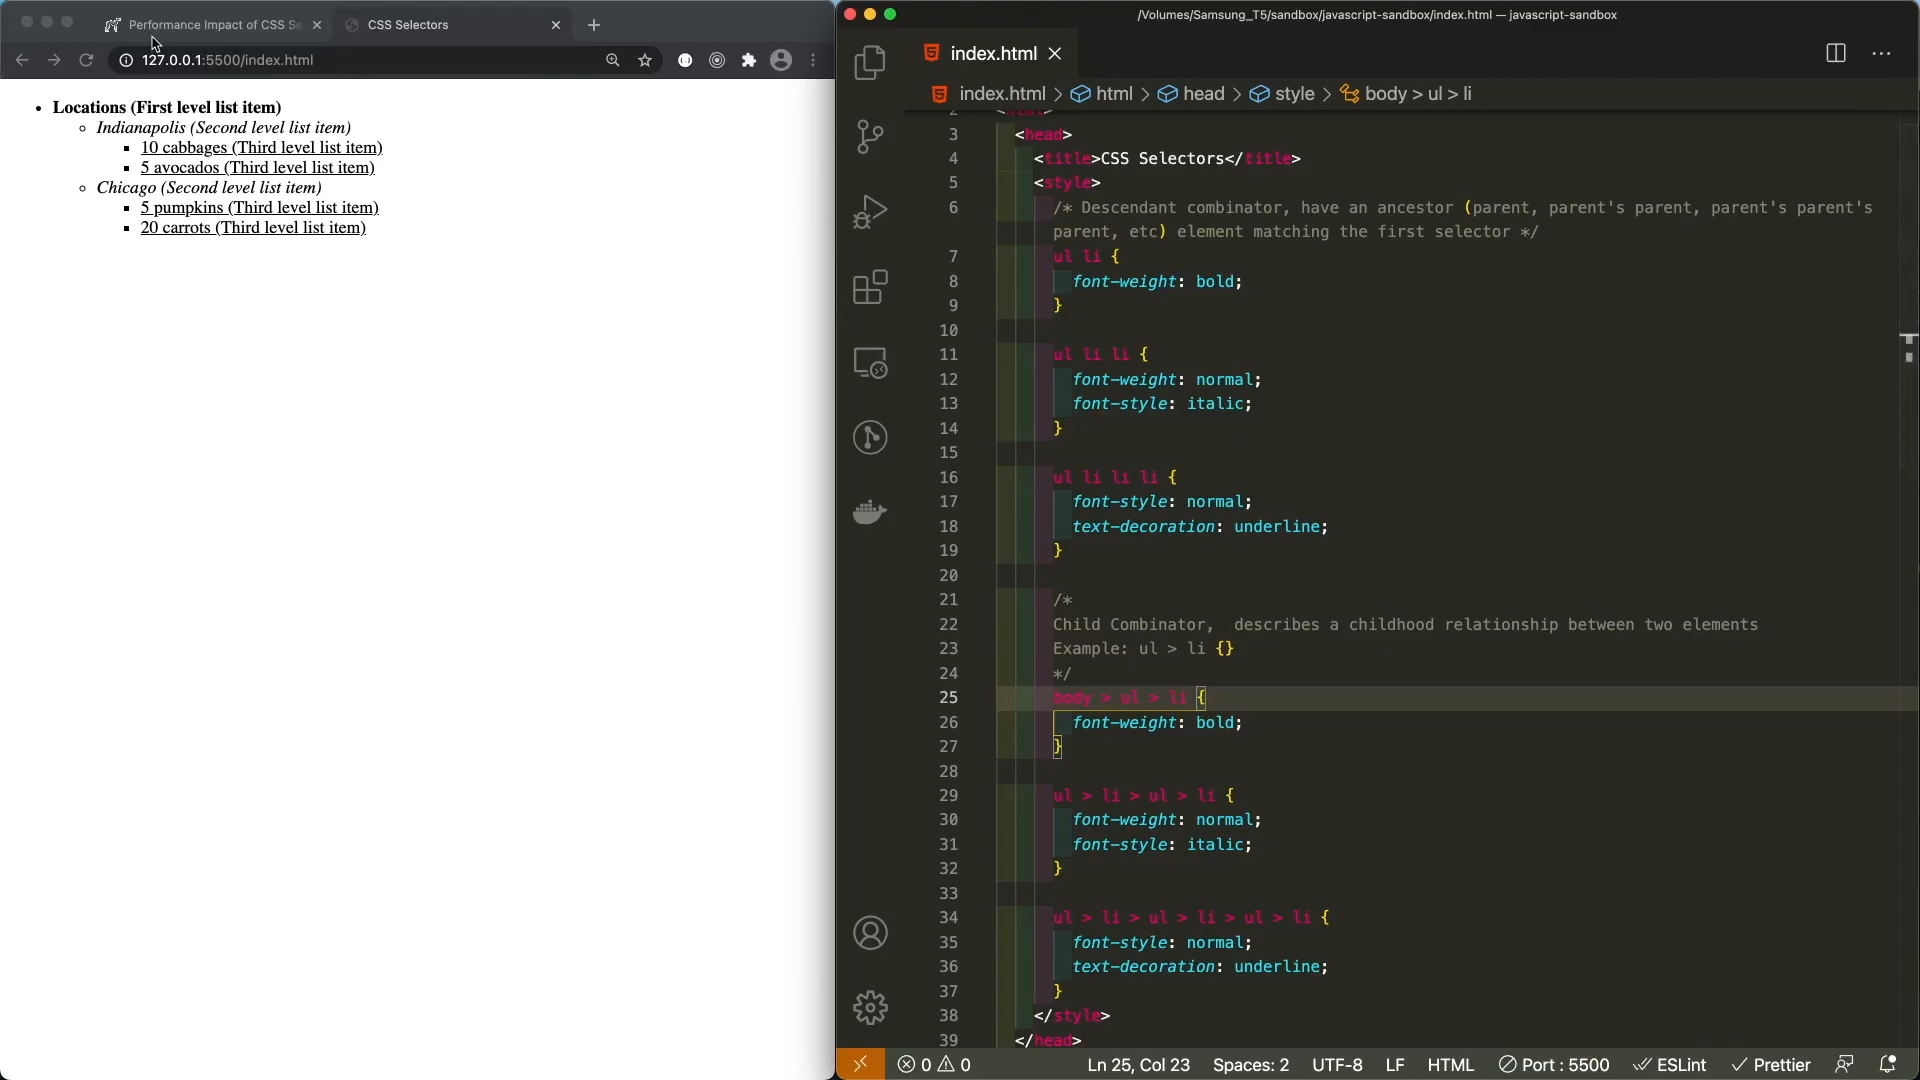 Performance Impact of CSS Se
CSS Selectors
127.0.0.1:5500/index.html
Locations (First level list item)
Indianapolis (Second level list item)
10 cabbages (Third level list item)
5 avocados (Third level list item)
Chicago (Second level list item)
5 pumpkins (Third level list item)
20 carrots (Third level list item)
/Volumes/Samsung_T5/sandbox/javascript-sandbox/index.html — javascript-sandbox
index.html
index.html > html > head > style > body > ul > li
2 <html>
3 <head>
4 <title>CSS Selectors</title>
5 <style>
6 /* Descendant combinator, have an ancestor (parent, parent's parent, parent's parent's
parent, etc) element matching the first selector */
7 ul li {
8 font-weight: bold;
9 }
10
11 ul li li {
12 font-weight: normal;
13 font-style: italic;
14 }
15
16 ul li li li {
17 font-style: normal;
18 text-decoration: underline;
19 }
20
21 /*
22 Child Combinator,  describes a childhood relationship between two elements
23 Example: ul > li {}
24 */
25 body > ul > li {
26 font-weight: bold;
27 }
28
29 ul > li > ul > li {
30 font-weight: normal;
31 font-style: italic;
32 }
33
34 ul > li > ul > li > ul > li {
35 font-style: normal;
36 text-decoration: underline;
37 }
38 </style>
39 </head>
0 0 Ln 25, Col 23 Spaces: 2 UTF-8 LF HTML Port : 5500 ESLint Prettier